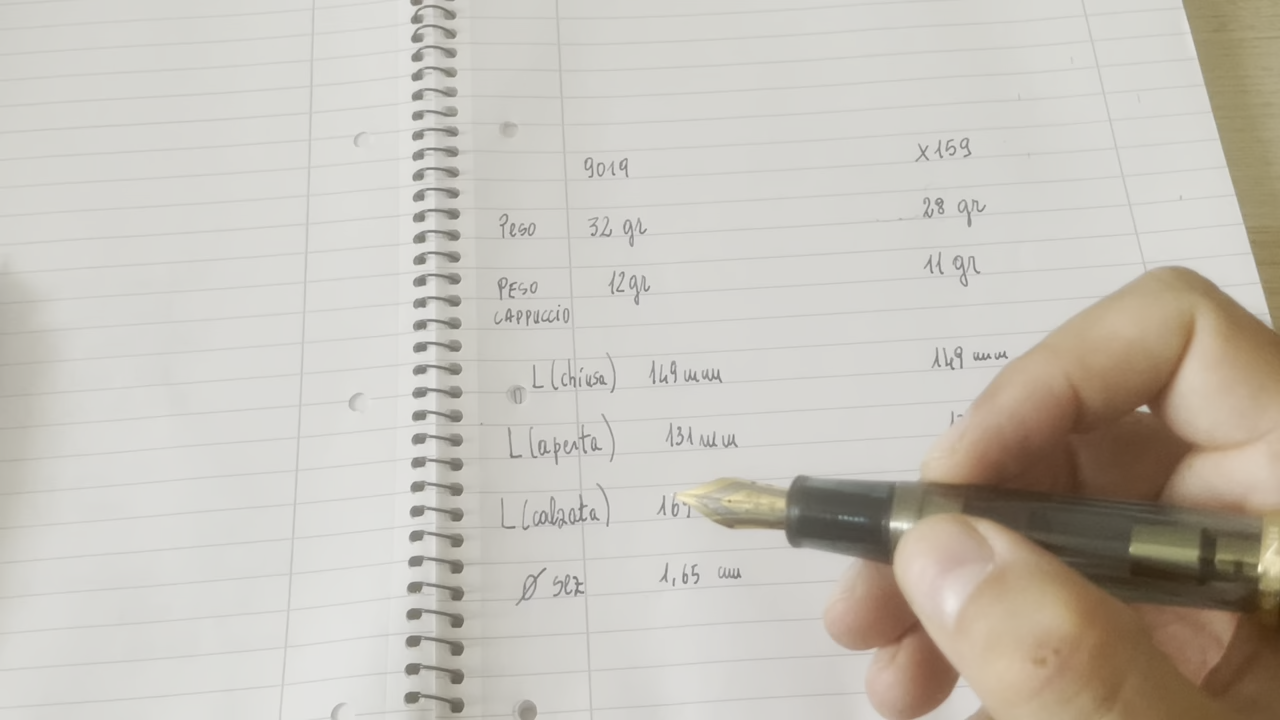 9019 X159
Peso 32 gr 28 gr
PESO 12gr 11 gr
CAPPUCCIO
L (chiusa) 149 mm 149 mm
L (aperta) 131 mm
L (calzata)
Ø sez 1,65 cm